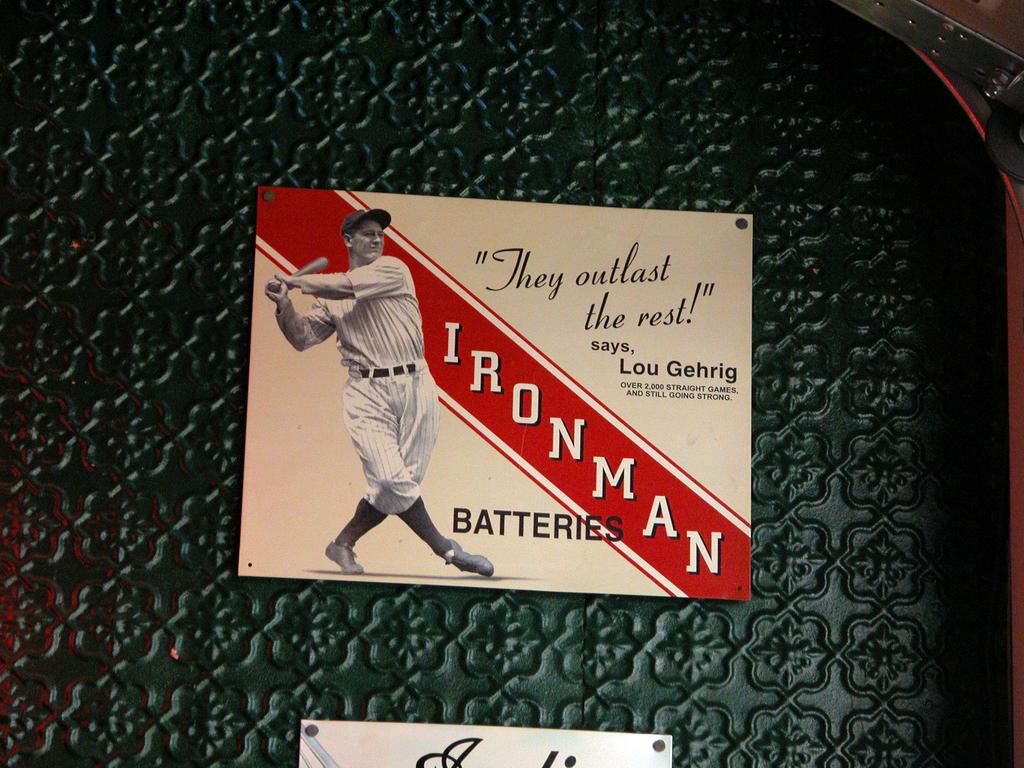 "They outlast
the rest!"
says,
Lou Gehrig
OVER 2,000 STRAIGHT GAMES,
AND STILL GOING STRONG.
IRONMAN
BATTERIES